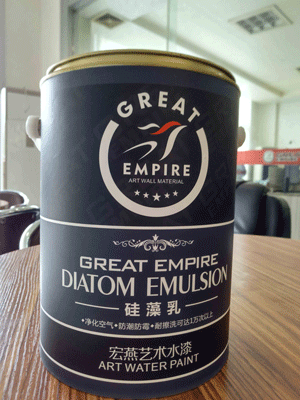 GREAT
EMPIRE
ART WALL MATERIAL
GREAT EMPIRE
DIATOM EMULSION
硅藻乳
•净化空气•防潮防霉•耐擦洗可达1万次以上
宏燕艺术水漆
ART WATER PAINT